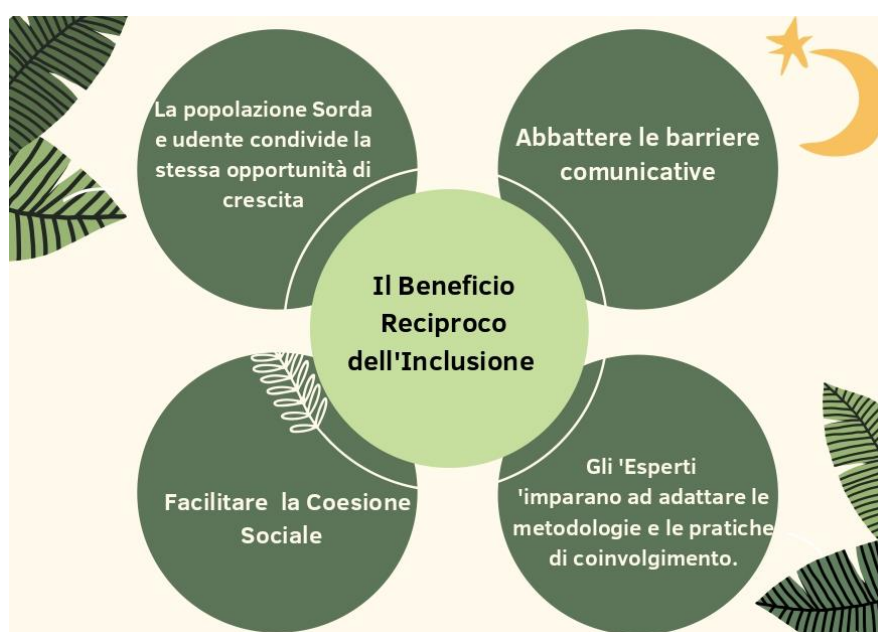 La popolazione Sorda
e udente condivide la
stessa opportunità di
crescita
Abbattere le barriere
comunicative
Il Beneficio
Reciproco
dell'Inclusione
Facilitare  la Coesione
Sociale
Gli 'Esperti
'imparano ad adattare le
metodologie e le pratiche
di coinvolgimento.